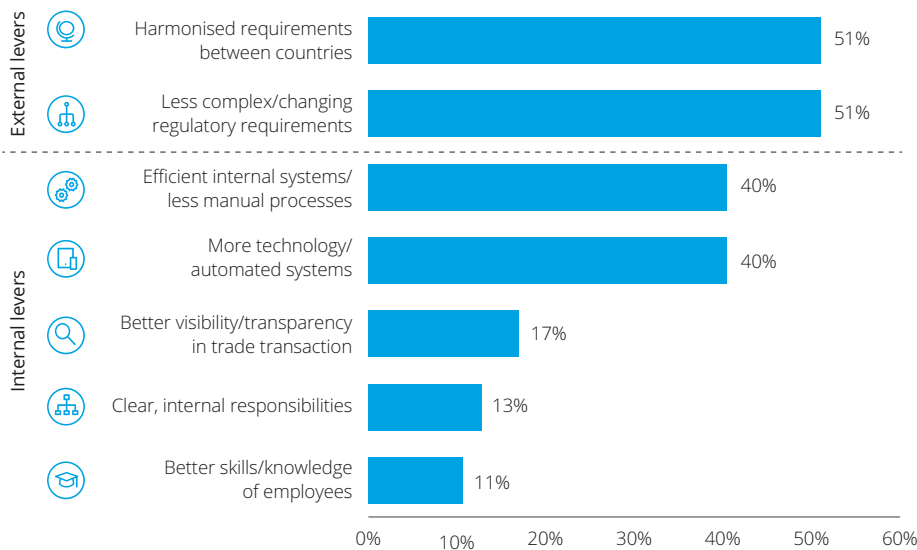 External levers
Harmonised requirements
between countries
51%
Less complex/changing
regulatory requirements
51%
Internal levers
Efficient internal systems/
less manual processes
40%
More technology/
automated systems
40%
Better visibility/transparency
in trade transaction
17%
Clear, internal responsibilities
13%
Better skills/knowledge
of employees
11%
0%
10%
20%
30%
40%
50%
60%